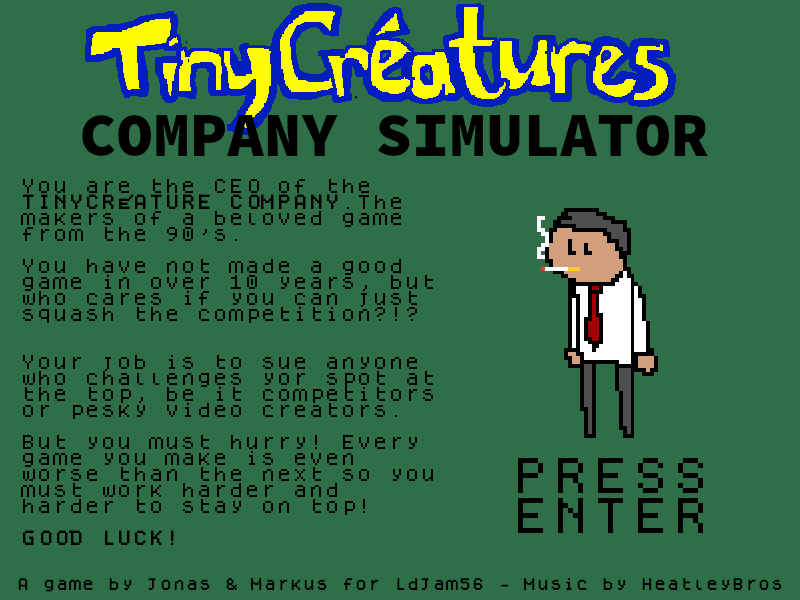 TinyCréatures
COMPANY SIMULATOR
You are the CEO of the
TINYCRÉATURE COMPANY.The
makers of a beloved game
from the 90's.
You have not made a good
game in over 10 years, but
who cares if you can just
squash the competition?!?
Your job is to sue anyone
who challenges yor spot at
the top, be it competitors
or pesky video creators.
But you must hurry! Every
game you make is even
worse than the next so you
must work harder and
harder to stay on top!
GOOD LUCK!
PRESS
ENTER
A game by Jonas & Markus for LdJam56 - Music by HeatleyBros